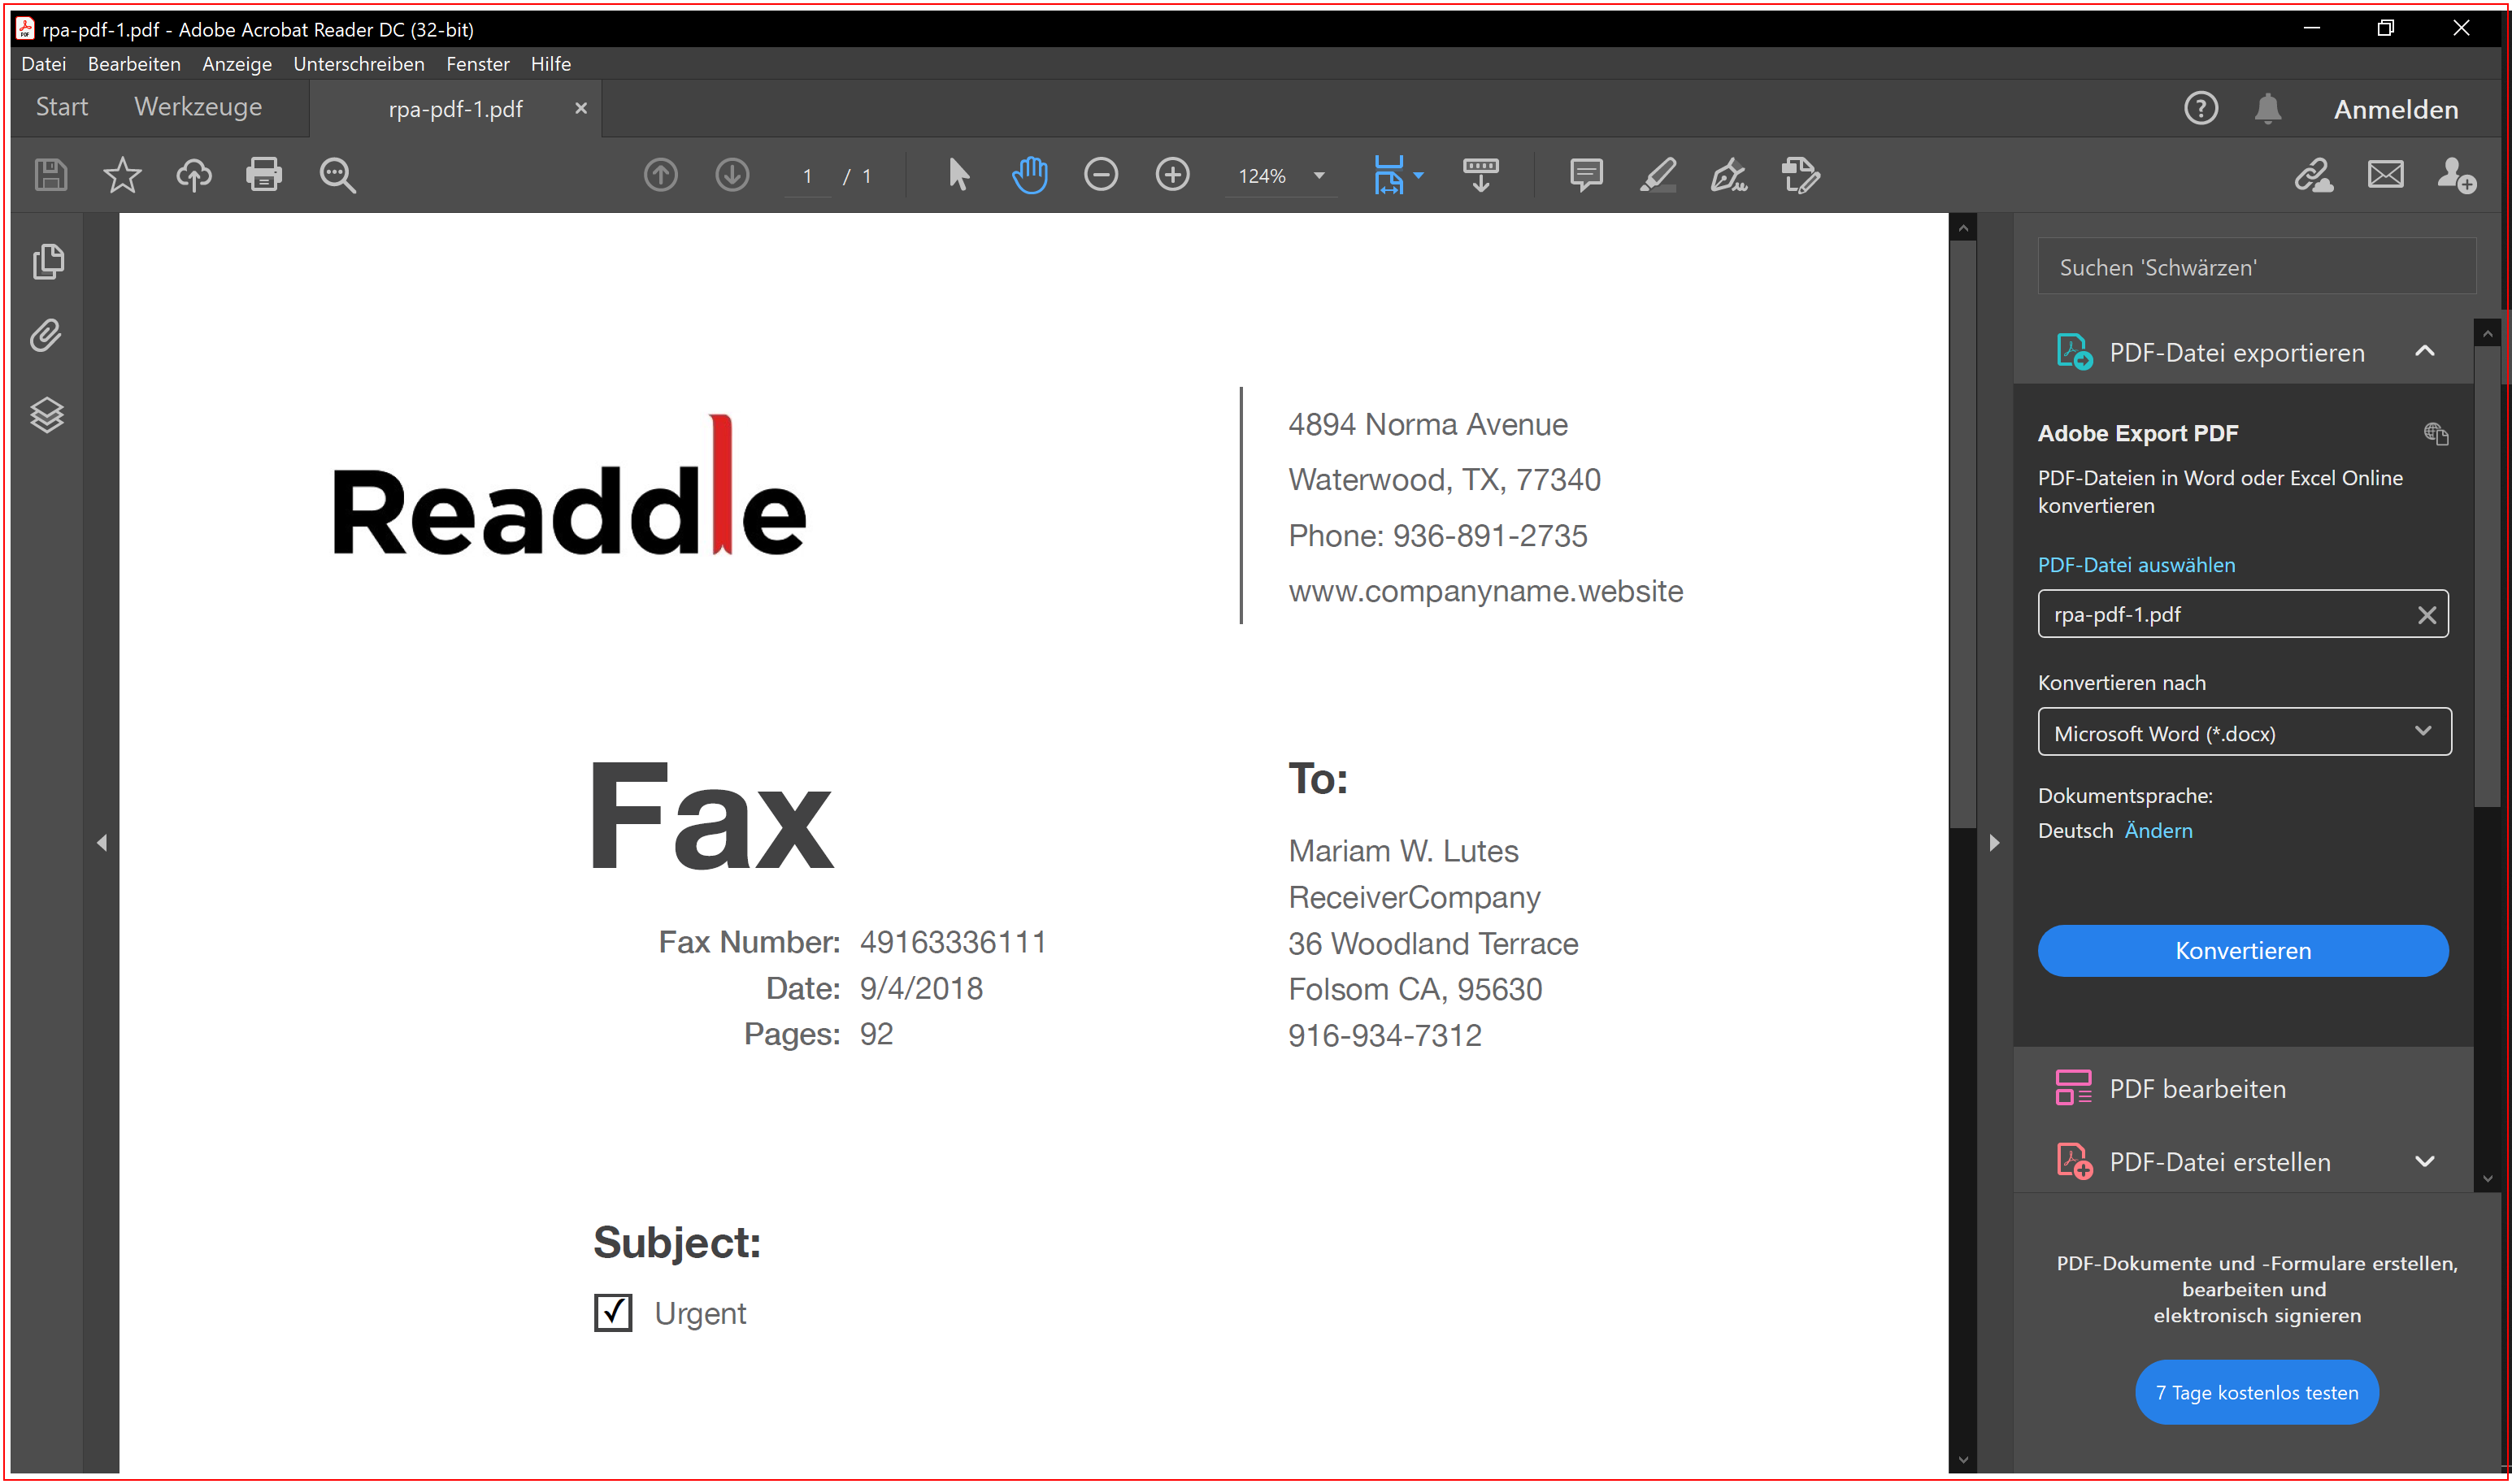 rpa-pdf-1.pdf - Adobe Acrobat Reader DC (32-bit)
Datei Bearbeiten Anzeige Unterschreiben Fenster Hilfe
Start Werkzeuge rpa-pdf-1.pdf Anmelden
1 / 1 124%
Readdle
4894 Norma Avenue
Waterwood, TX, 77340
Phone: 936-891-2735
www.companyname.website
Fax
Fax Number: 49163336111
Date: 9/4/2018
Pages: 92
To:
Mariam W. Lutes
ReceiverCompany
36 Woodland Terrace
Folsom CA, 95630
916-934-7312
Subject:
Urgent
Suchen 'Schwärzen'
PDF-Datei exportieren
Adobe Export PDF
PDF-Dateien in Word oder Excel Online
konvertieren
PDF-Datei auswählen
rpa-pdf-1.pdf
Konvertieren nach
Microsoft Word (*.docx)
Dokumentsprache:
Deutsch Ändern
Konvertieren
PDF bearbeiten
PDF-Datei erstellen
PDF-Dokumente und -Formulare erstellen,
bearbeiten und
elektronisch signieren
7 Tage kostenlos testen